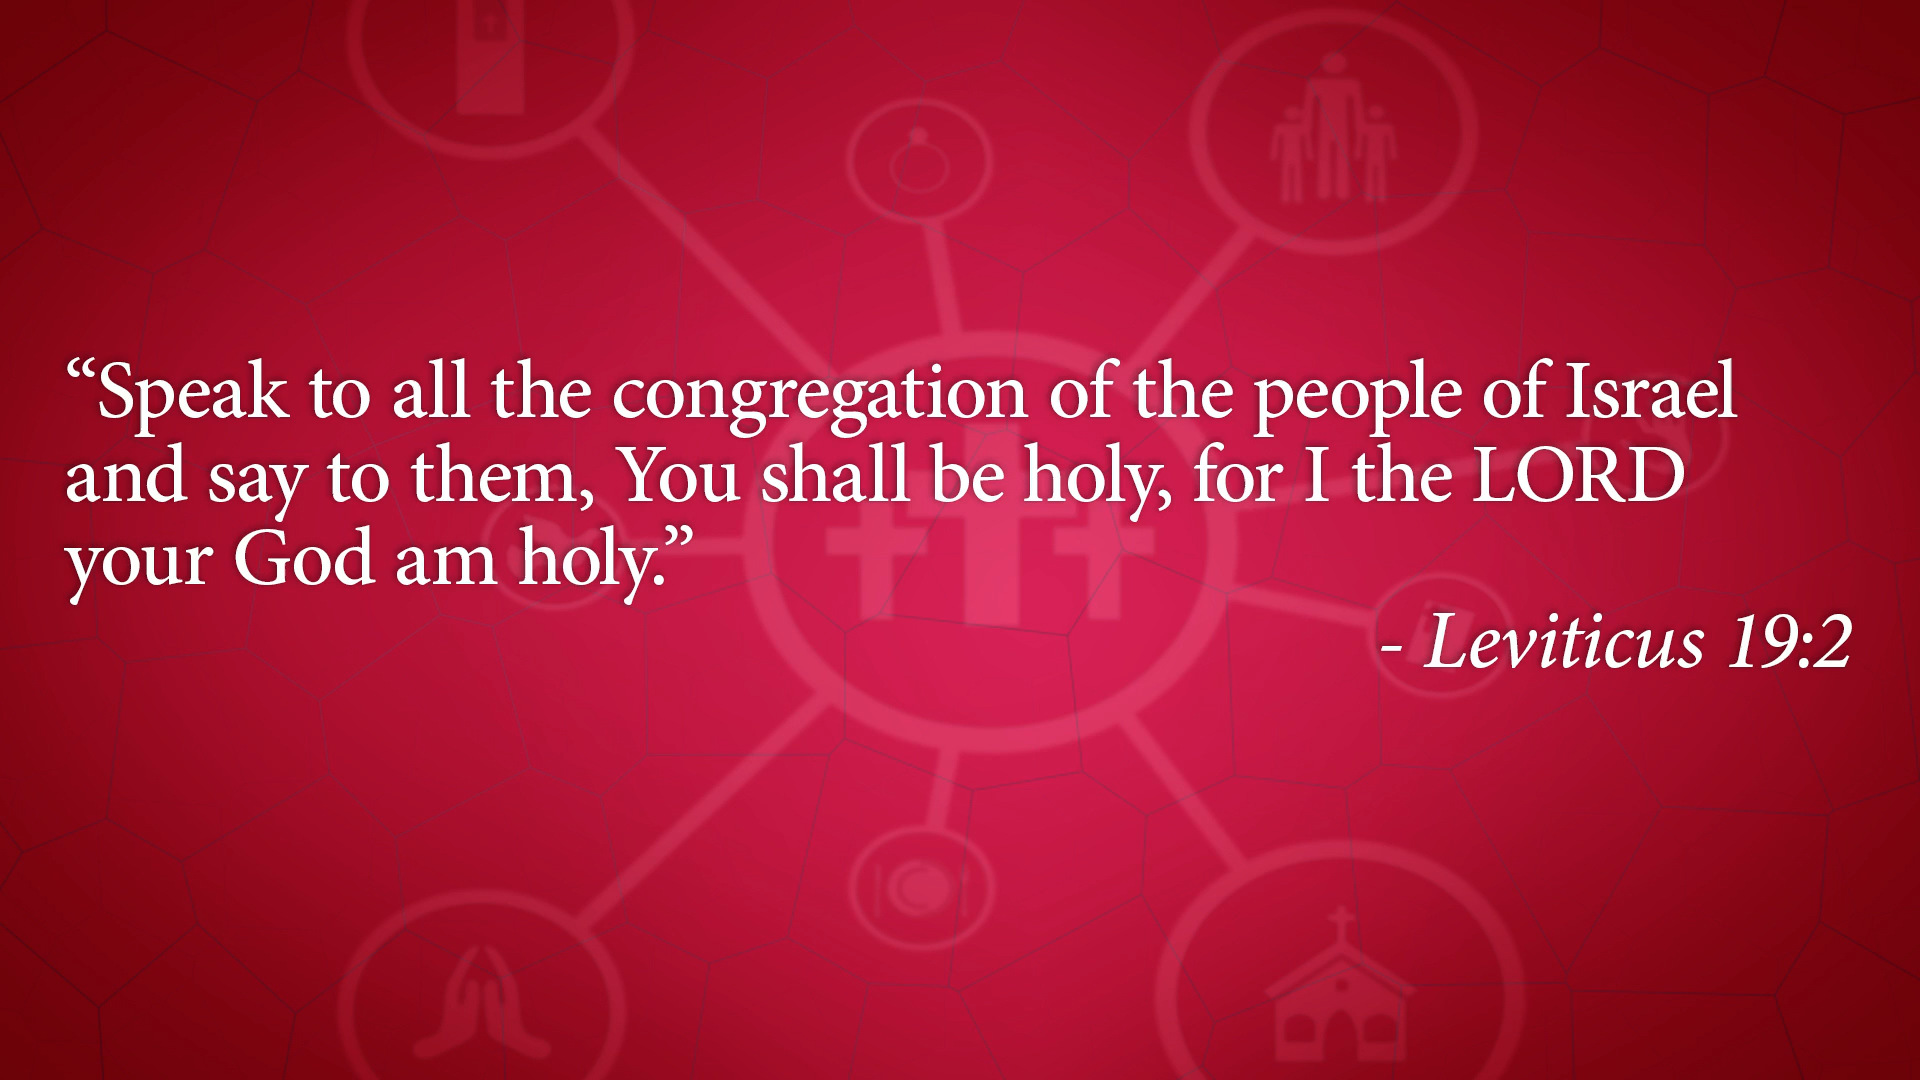 “Speak to all the congregation of the people of Israel
and say to them, You shall be holy, for I the LORD
your God am holy.”
- Leviticus 19:2